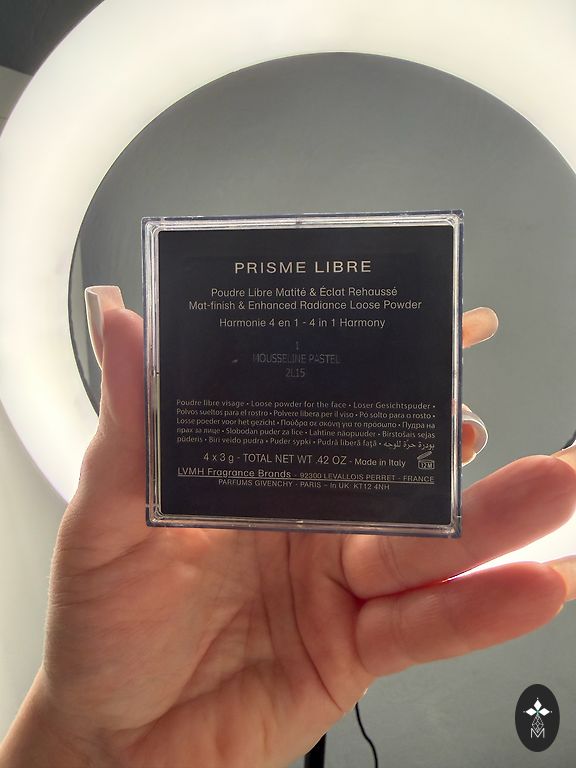 PRISME LIBRE
Poudre Libre Matité & Éclat Rehaussé
Mat-finish & Enhanced Radiance Loose Powder
Harmonie 4 en 1 - 4 in 1 Harmony
1
MOUSSELINE PASTEL
2L15
Poudre libre visage • Loose powder for the face • Loser Gesichtspuder •
Polvos sueltos para el rostro • Polvere libera per il viso • Pó solto para o rosto •
Losse poeder voor het gezicht • Πούδρα σε σκόνη για το πρόσωπο • Пудра на
прах за лице • Slobodan puder za lice • Lahtine näopuuder • Birstošais sejas
pūderis • Biri veido pudra • Puder sypki • Pudră liberă față • بودرة حرّة للوجه
4 x 3 g - TOTAL NET WT .42 OZ - Made in Italy
12M
LVMH Fragrance Brands - 92300 LEVALLOIS PERRET - FRANCE
PARFUMS GIVENCHY - PARIS - In UK: KT12 4NH
M